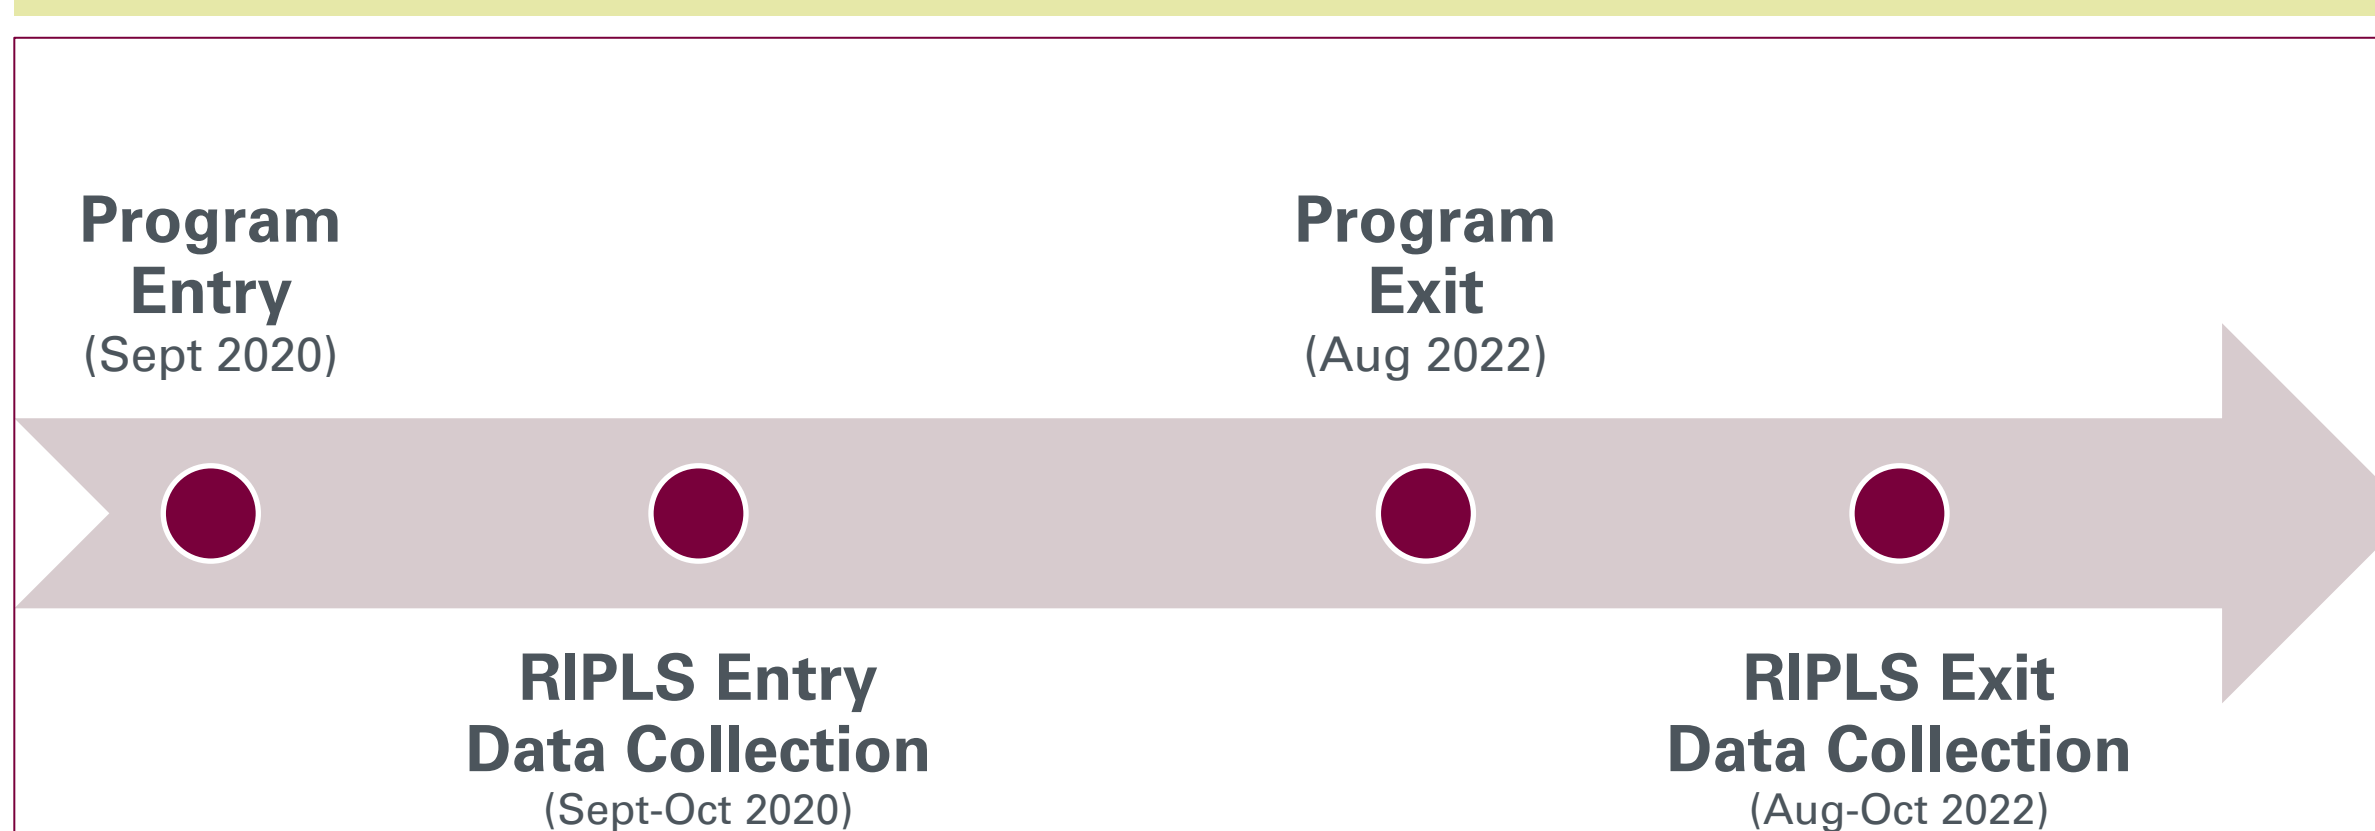 Program
Entry
(Sept 2020)
RIPLS Entry
Data Collection
(Sept-Oct 2020)
Program
Exit
(Aug 2022)
RIPLS Exit
Data Collection
(Aug-Oct 2022)